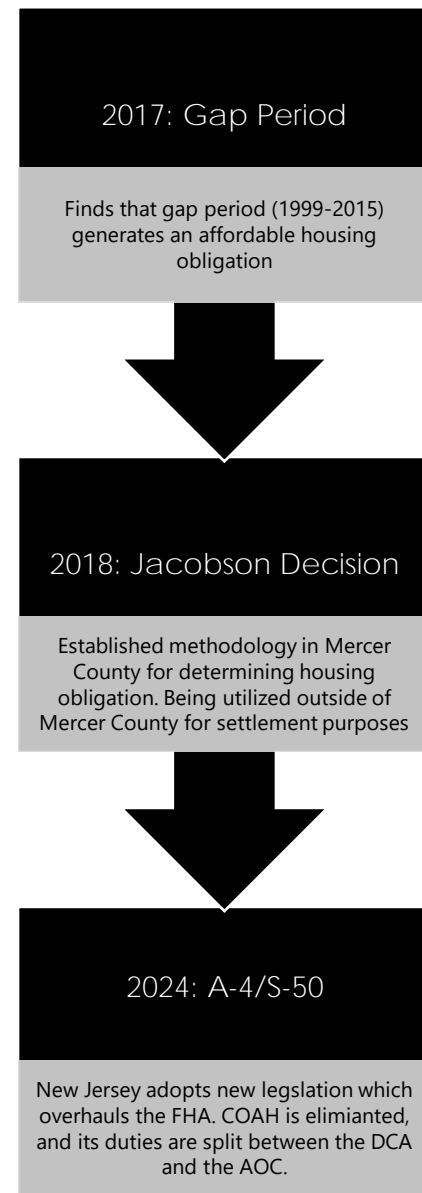 2017: Gap Period
Finds that gap period (1999-2015)
generates an affordable housing
obligation
2018: Jacobson Decision
Established methodology in Mercer
County for determining housing
obligation. Being utilized outside of
Mercer County for settlement purposes
2024: A-4/S-50
New Jersey adopts new legslation which
overhauls the FHA. COAH is elimianted,
and its duties are split between the DCA
and the AOC.